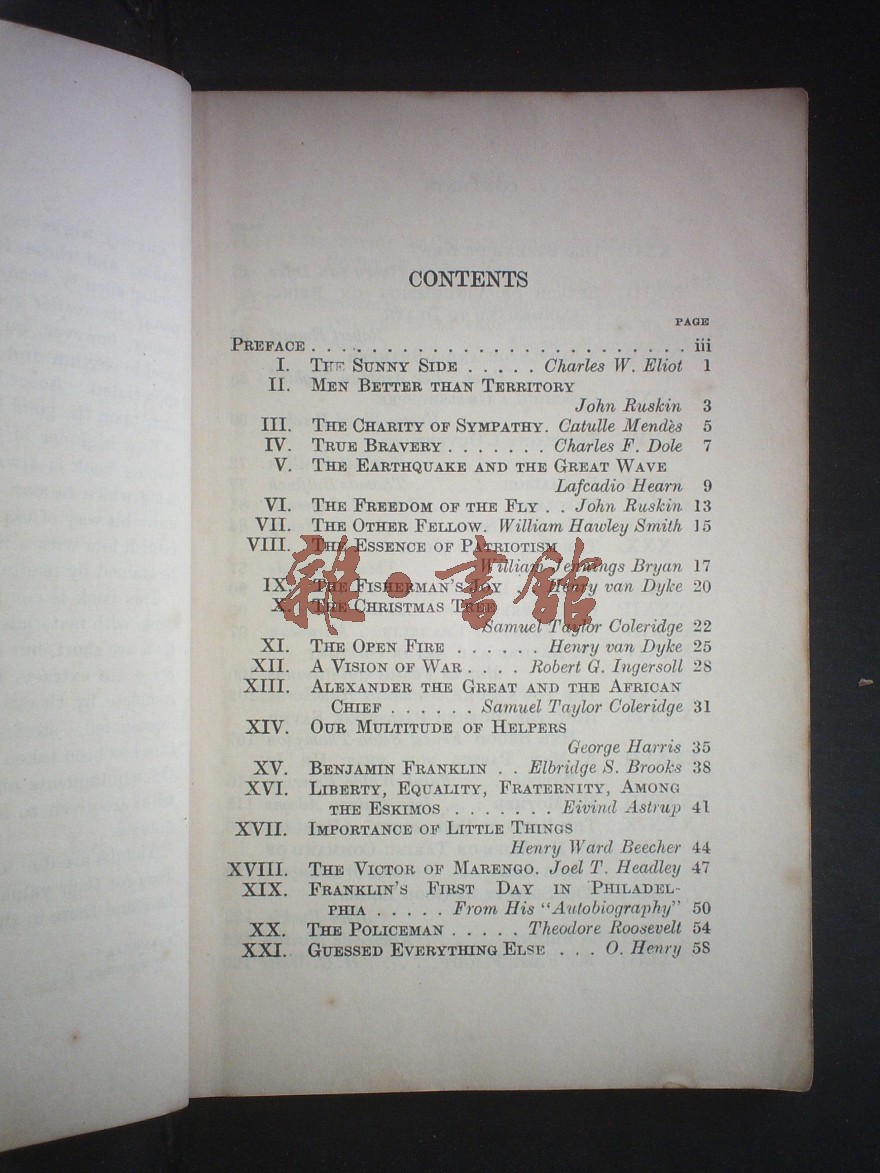 CONTENTS
PAGE
PREFACE . . . . . . . . . . . . . . . . . . . . . . . . . iii
I. THE SUNNY SIDE . . . . . Charles W. Eliot 1
II. MEN BETTER THAN TERRITORY
John Ruskin 3
III. THE CHARITY OF SYMPATHY. Catulle Mendès 5
IV. TRUE BRAVERY . . . . . . . Charles F. Dole 7
V. THE EARTHQUAKE AND THE GREAT WAVE
Lafcadio Hearn 9
VI. THE FREEDOM OF THE FLY . . John Ruskin 13
VII. THE OTHER FELLOW. William Hawley Smith 15
VIII. THE ESSENCE OF PATRIOTISM
William Jennings Bryan 17
IX. THE FISHERMAN'S JOY . Henry van Dyke 20
X. THE CHRISTMAS TREE
Samuel Taylor Coleridge 22
XI. THE OPEN FIRE . . . . . . Henry van Dyke 25
XII. A VISION OF WAR . . . . Robert G. Ingersoll 28
XIII. ALEXANDER THE GREAT AND THE AFRICAN
CHIEF . . . . . . Samuel Taylor Coleridge 31
XIV. OUR MULTITUDE OF HELPERS
George Harris 35
XV. BENJAMIN FRANKLIN . . Elbridge S. Brooks 38
XVI. LIBERTY, EQUALITY, FRATERNITY, AMONG
THE ESKIMOS . . . . . . . Eivind Astrup 41
XVII. IMPORTANCE OF LITTLE THINGS
Henry Ward Beecher 44
XVIII. THE VICTOR OF MARENGO. Joel T. Headley 47
XIX. FRANKLIN'S FIRST DAY IN PHILADEL-
PHIA . . . . . From His "Autobiography" 50
XX. THE POLICEMAN . . . . . Theodore Roosevelt 54
XXI. GUESSED EVERYTHING ELSE . . . O. Henry 58
雜·書館